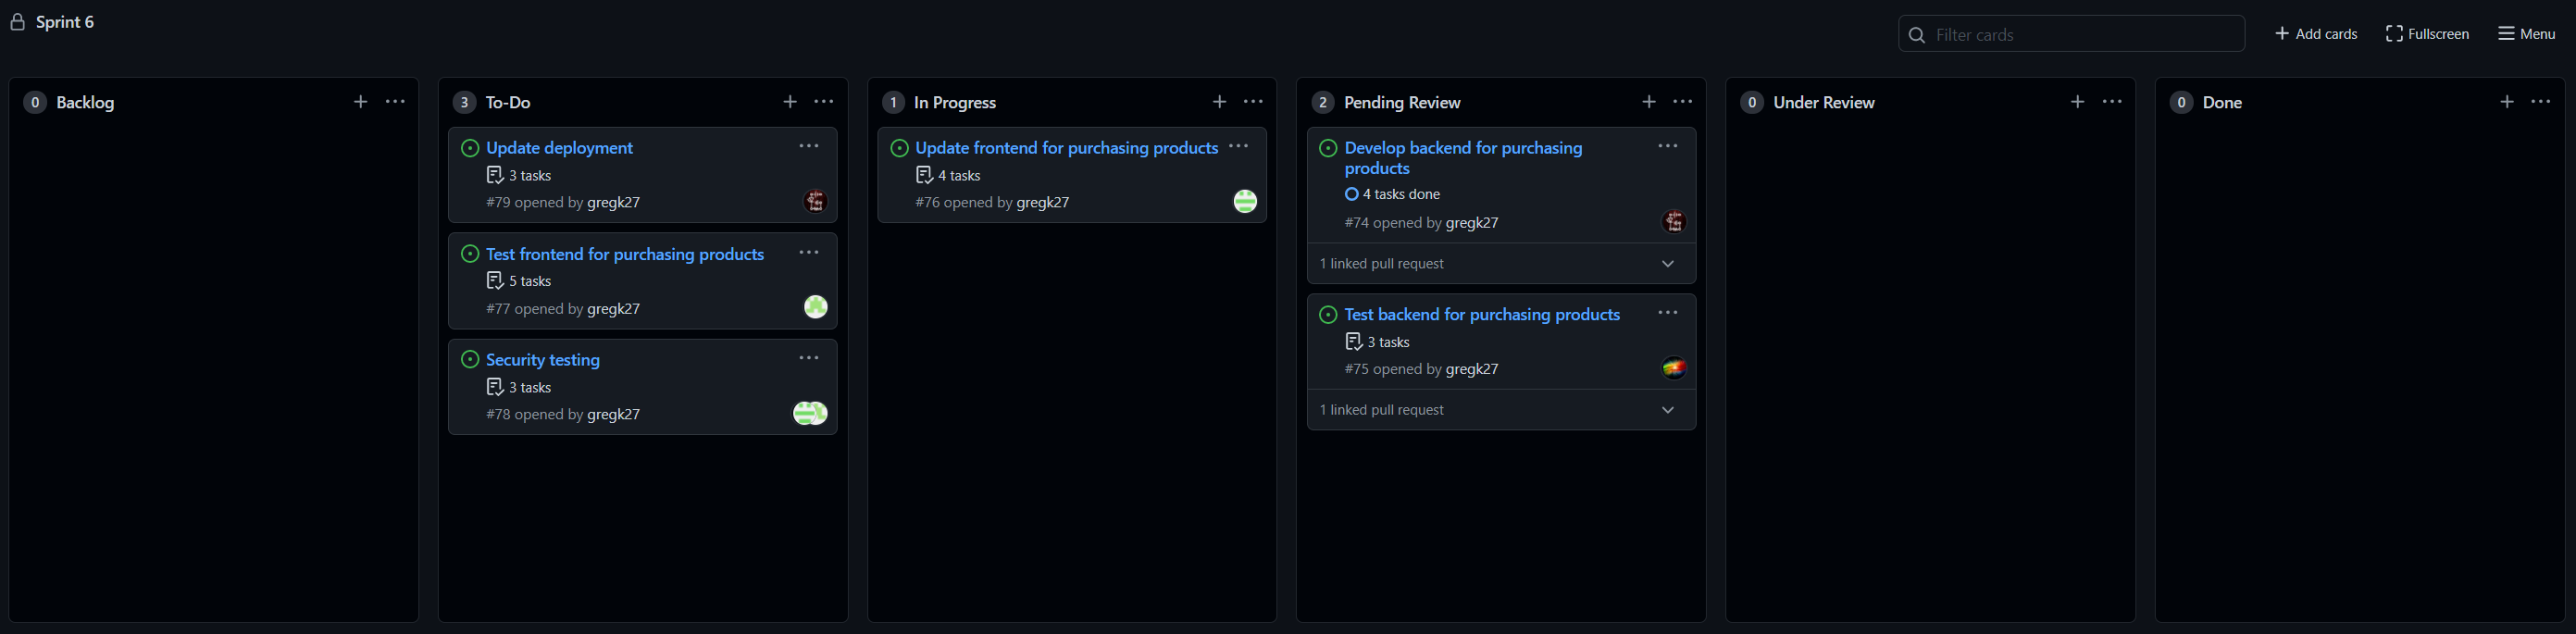 Sprint 6
Filter cards
Add cards
Fullscreen
Menu
0 Backlog
3 To-Do
Update deployment
3 tasks
#79 opened by gregk27
Test frontend for purchasing products
5 tasks
#77 opened by gregk27
Security testing
3 tasks
#78 opened by gregk27
1 In Progress
Update frontend for purchasing products
4 tasks
#76 opened by gregk27
2 Pending Review
Develop backend for purchasing
products
4 tasks done
#74 opened by gregk27
1 linked pull request
Test backend for purchasing products
3 tasks
#75 opened by gregk27
1 linked pull request
0 Under Review
0 Done